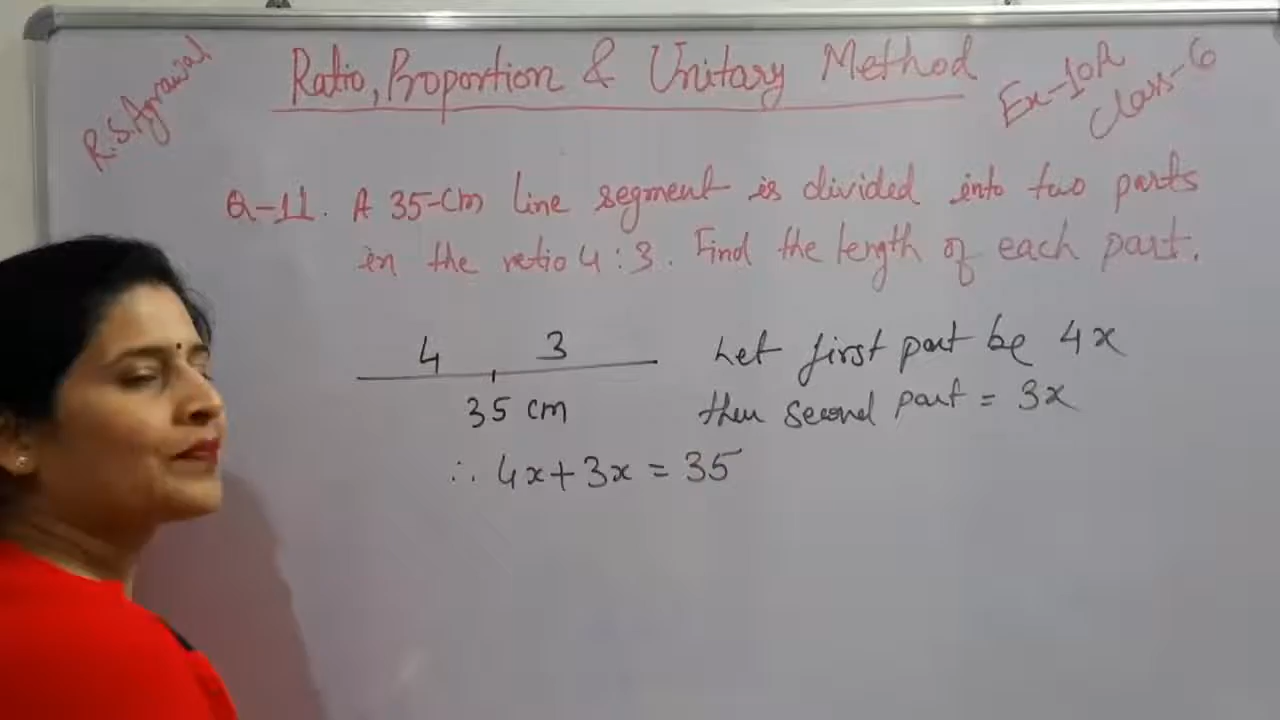 R.S.Agrawal
Ratio, Proportion & Unitary Method
Ex-10A
Class-6
Q-11. A 35-cm line segment is divided into two parts
in the ratio 4:3. Find the length of each part.
4 3
35 cm
Let first part be 4x
then second part = 3x
∴ 4x+3x = 35